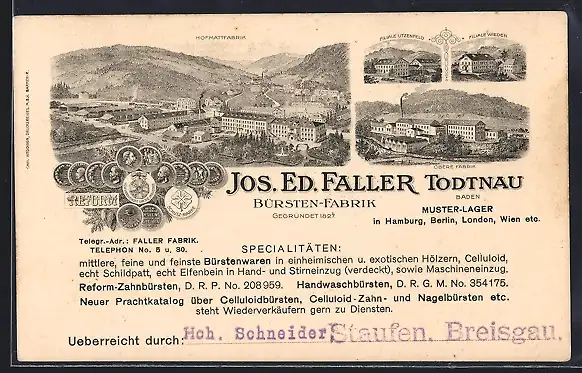 HOFMATTFABRIK
FILIALE UTZENFELD
FILIALE WIEDEN
OBERE FABRIK
REFORM
JOS. ED. FALLER TODTNAU
BADEN
BÜRSTEN-FABRIK
GEGRÜNDET
MUSTER-LAGER
in Hamburg, Berlin, London, Wien etc.
Telegr.-Adr.: FALLER FABRIK.
TELEPHON No. 5 u. 30.
SPECIALITÄTEN:
mittlere, feine und feinste Bürstenwaren in einheimischen u. exotischen Hölzern, Celluloid,
echt Schildpatt, echt Elfenbein in Hand- und Stirneinzug (verdeckt), sowie Maschineneinzug.
Reform-Zahnbürsten, D. R. P. No. 208959. Handwaschbürsten, D. R. G. M. No. 354175.
Neuer Prachtkatalog über Celluloidbürsten, Celluloid-Zahn- und Nagelbürsten etc.
steht Wiederverkäufern gern zu Diensten.
Ueberreicht durch: Hch. Schneider Staufen, Breisgau.